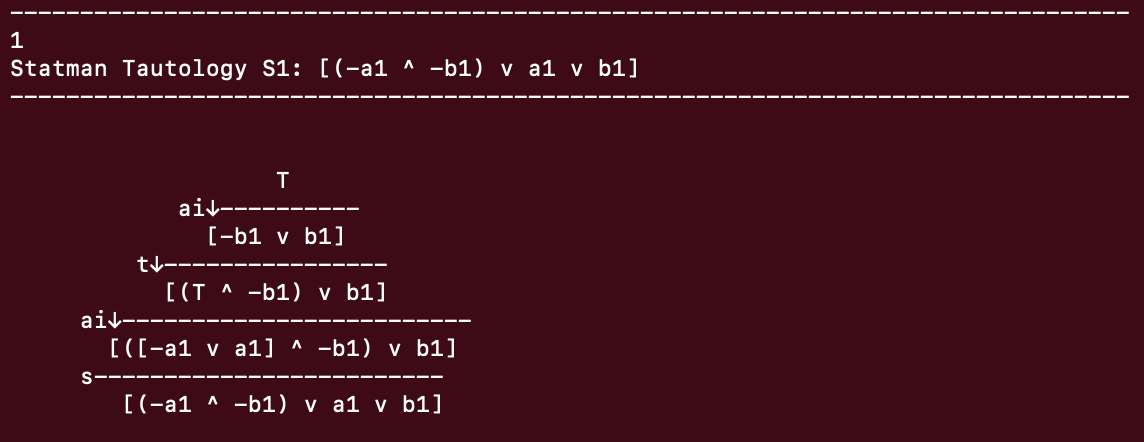 --------------------------------------------------------------------------------
1
Statman Tautology S1: [(-a1 ^ -b1) v a1 v b1]
--------------------------------------------------------------------------------
T
ai↓----------
[-b1 v b1]
t↓----------------
[(T ^ -b1) v b1]
ai↓-------------------------
[([-a1 v a1] ^ -b1) v b1]
s-------------------------
[(-a1 ^ -b1) v a1 v b1]